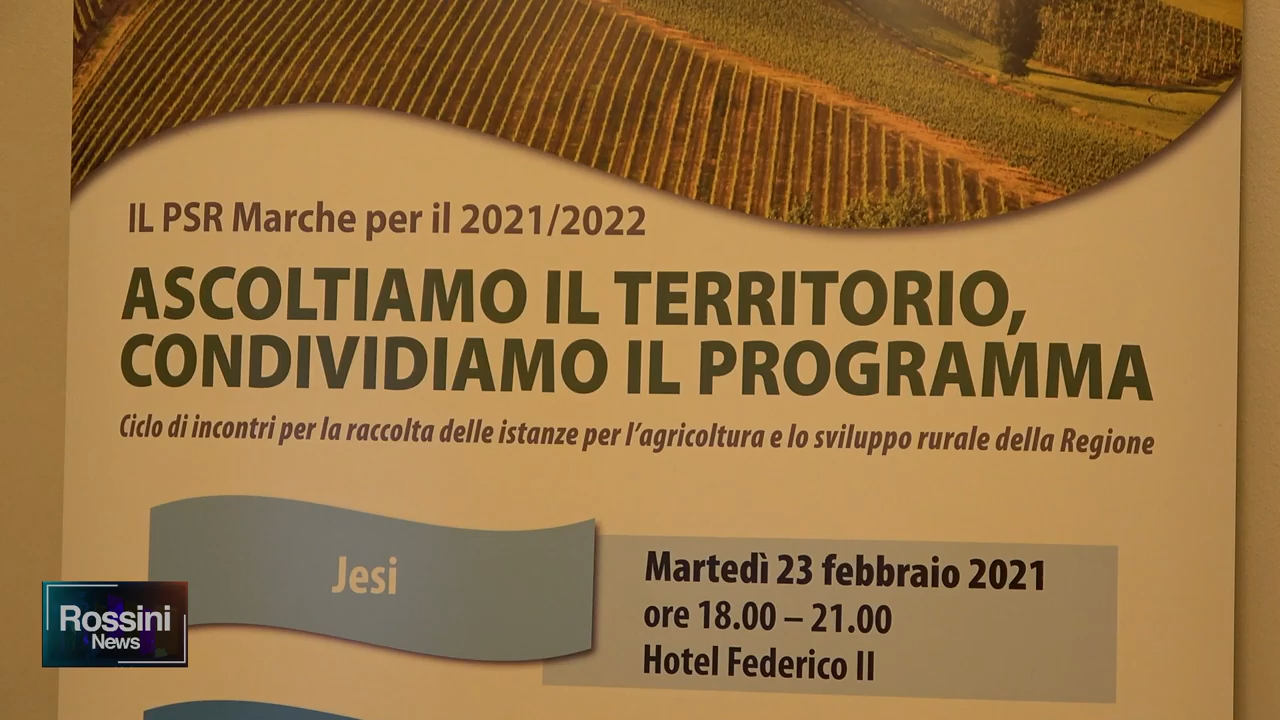 IL PSR Marche per il 2021/2022
ASCOLTIAMO IL TERRITORIO,
CONDIVIDIAMO IL PROGRAMMA
Ciclo di incontri per la raccolta delle istanze per l'agricoltura e lo sviluppo rurale della Regione
Jesi
Martedì 23 febbraio 2021
ore 18.00 – 21.00
Hotel Federico II
Rossini
News